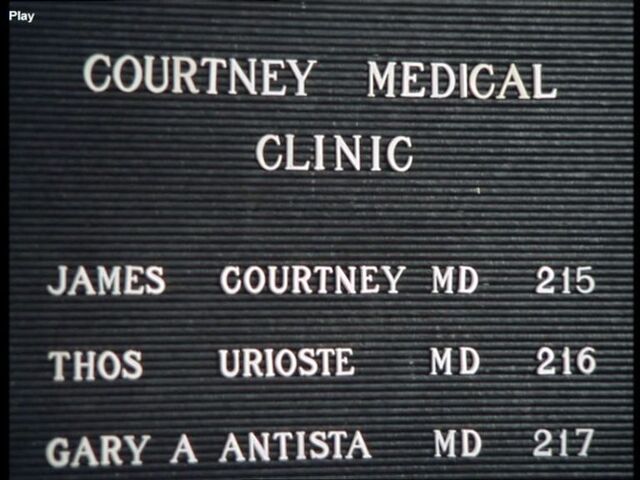 Play
COURTNEY MEDICAL
CLINIC
JAMES COURTNEY MD 215
THOS URIOSTE MD 216
GARY A ANTISTA MD 217